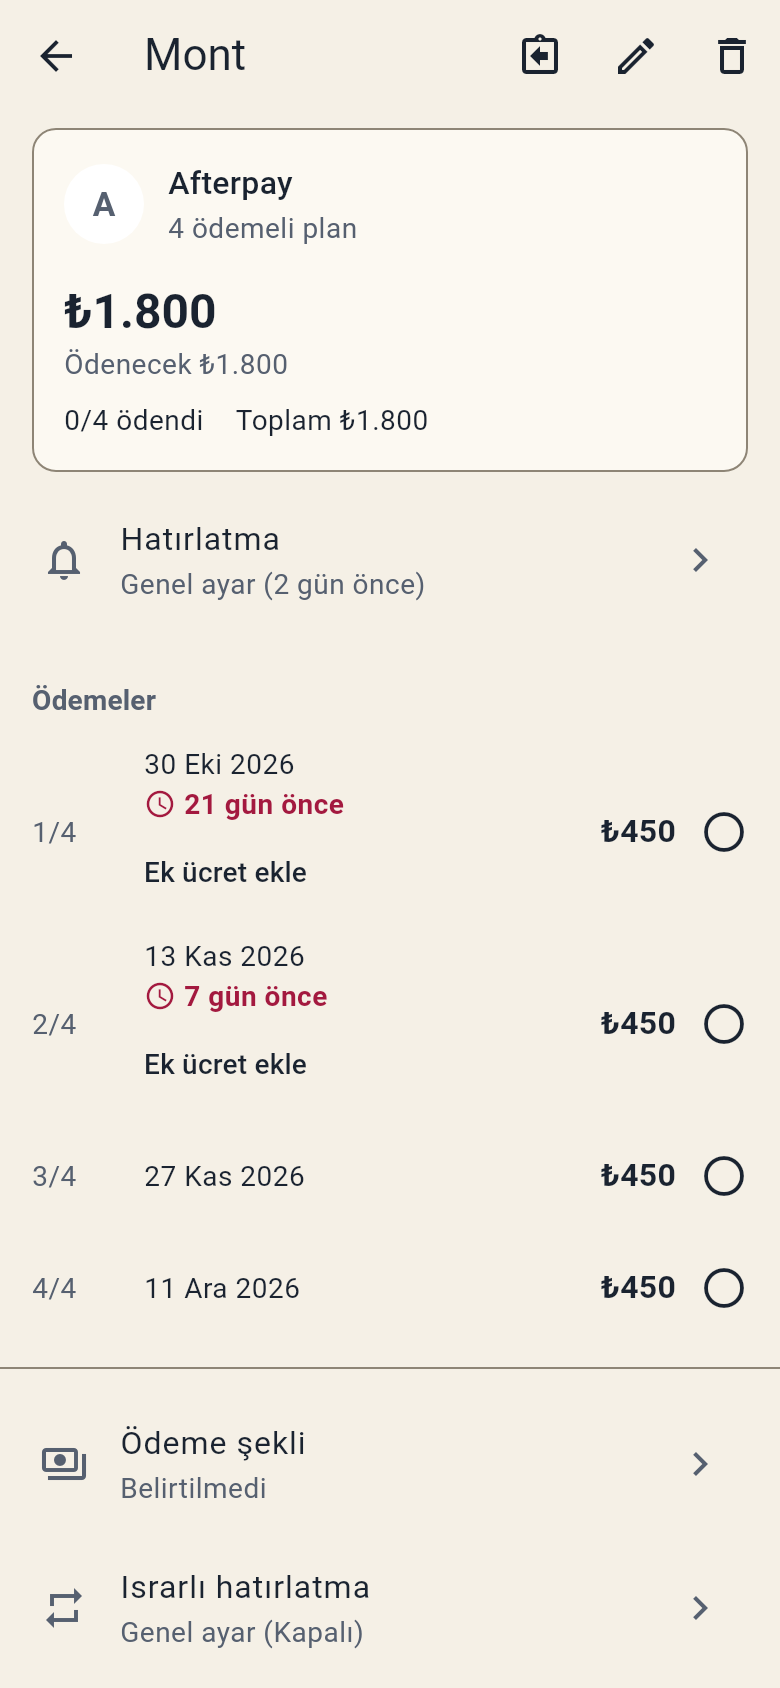 Mont
A
Afterpay
4 ödemeli plan
₺1.800
Ödenecek ₺1.800
0/4 ödendi Toplam ₺1.800
Hatırlatma
Genel ayar (2 gün önce)
Ödemeler
30 Eki 2026
21 gün önce
1/4
₺450
Ek ücret ekle
13 Kas 2026
7 gün önce
2/4
₺450
Ek ücret ekle
3/4 27 Kas 2026 ₺450
4/4 11 Ara 2026 ₺450
Ödeme şekli
Belirtilmedi
Israrlı hatırlatma
Genel ayar (Kapalı)